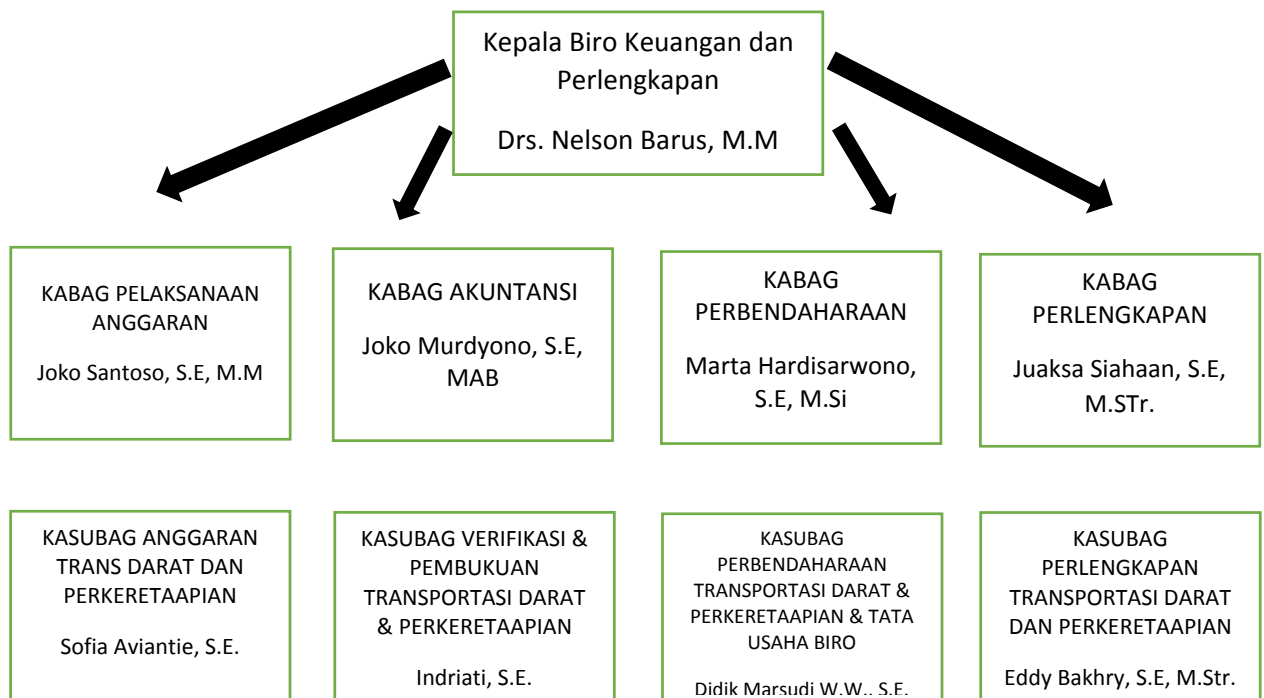 Kepala Biro Keuangan dan
Perlengkapan
Drs. Nelson Barus, M.M
KABAG PELAKSANAAN
ANGGARAN
Joko Santoso, S.E, M.M
KABAG AKUNTANSI
Joko Murdyono, S.E,
MAB
KABAG
PERBENDAHARAAN
Marta Hardisarwono,
S.E, M.Si
KABAG
PERLENGKAPAN
Juaksa Siahaan, S.E,
M.STr.
KASUBAG ANGGARAN
TRANS DARAT DAN
PERKERETAAPIAN
Sofia Aviantie, S.E.
KASUBAG VERIFIKASI &
PEMBUKUAN
TRANSPORTASI DARAT
& PERKERETAAPIAN
Indriati, S.E.
KASUBAG
PERBENDAHARAAN
TRANSPORTASI DARAT &
PERKERETAAPIAN & TATA
USAHA BIRO
Didik Marsudi W.W., S.E.
KASUBAG
PERLENGKAPAN
TRANSPORTASI DARAT
DAN PERKERETAAPIAN
Eddy Bakhry, S.E, M.Str.